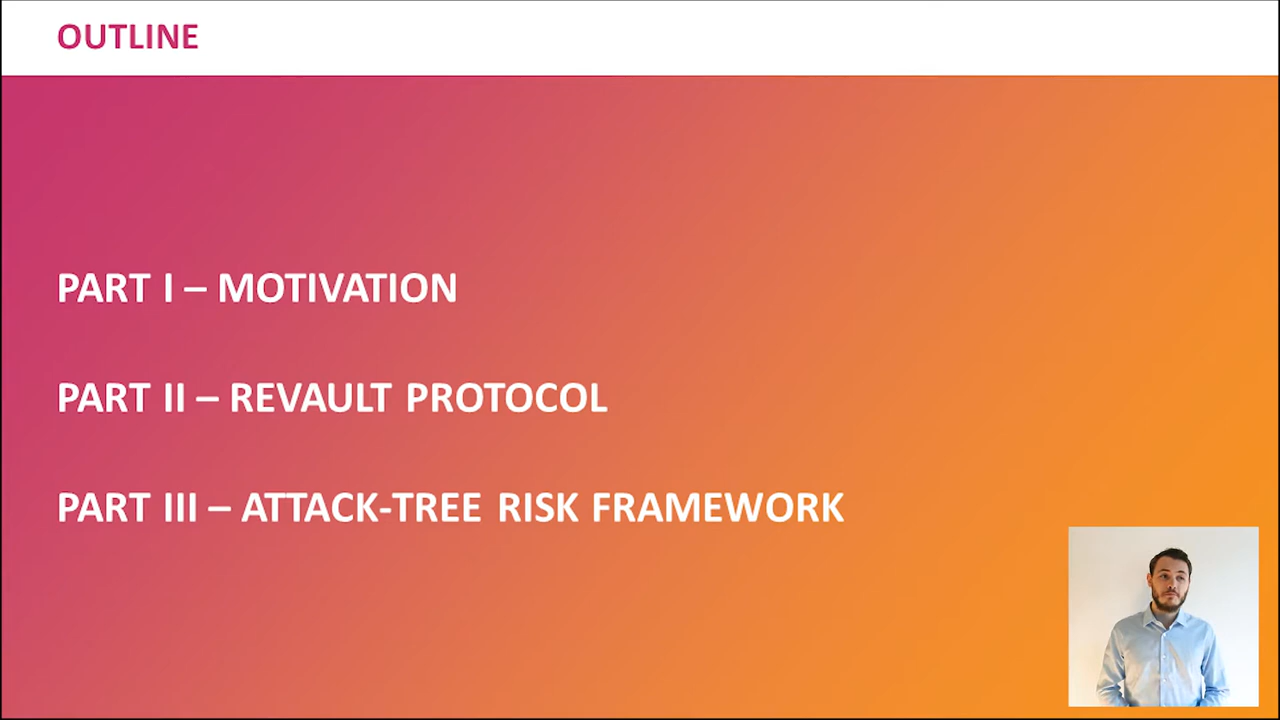 OUTLINE
PART I – MOTIVATION
PART II – REVAULT PROTOCOL
PART III – ATTACK-TREE RISK FRAMEWORK